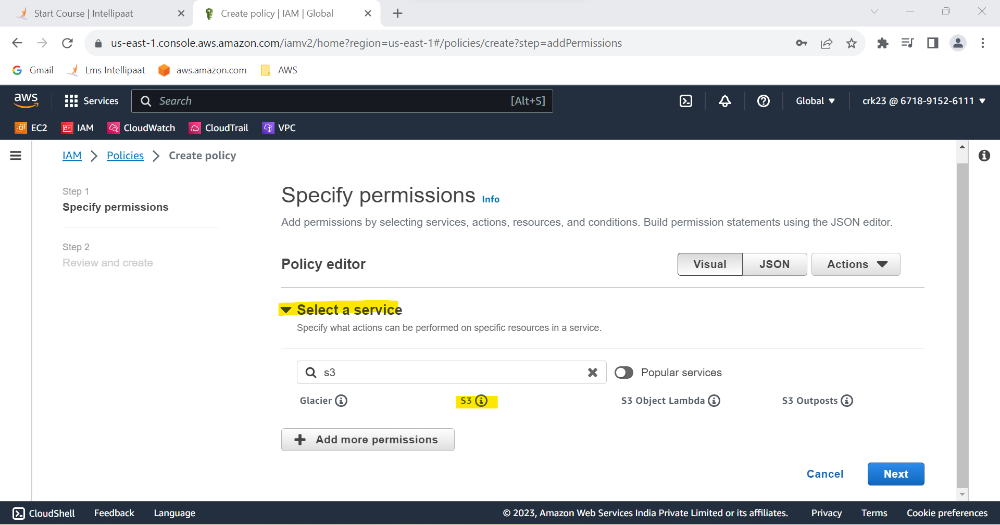 Start Course | Intellipaat
Create policy | IAM | Global
us-east-1.console.aws.amazon.com/iamv2/home?region=us-east-1#/policies/create?step=addPermissions
Gmail Lms Intellipaat aws.amazon.com AWS
aws Services Search [Alt+S] Global crk23 @ 6718-9152-6111
EC2 IAM CloudWatch CloudTrail VPC
IAM > Policies > Create policy
Step 1
Specify permissions
Step 2
Review and create
Specify permissions Info
Add permissions by selecting services, actions, resources, and conditions. Build permission statements using the JSON editor.
Policy editor Visual JSON Actions
Select a service
Specify what actions can be performed on specific resources in a service.
s3 Popular services
Glacier S3 S3 Object Lambda S3 Outposts
Add more permissions
Cancel Next
CloudShell Feedback Language © 2023, Amazon Web Services India Private Limited or its affiliates. Privacy Terms Cookie preferences